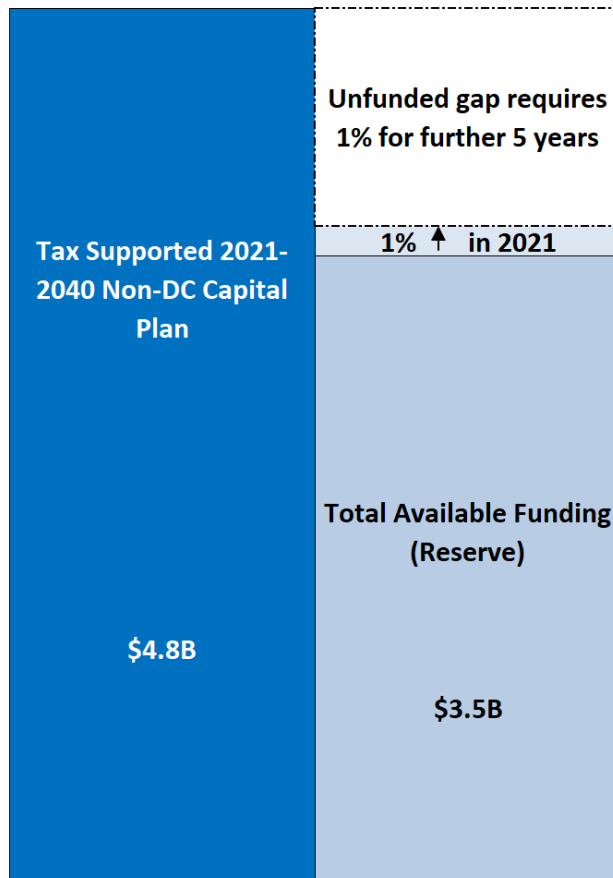 Unfunded gap requires
1% for further 5 years
1% in 2021
Tax Supported 2021-
2040 Non-DC Capital
Plan
Total Available Funding
(Reserve)
$4.8B
$3.5B